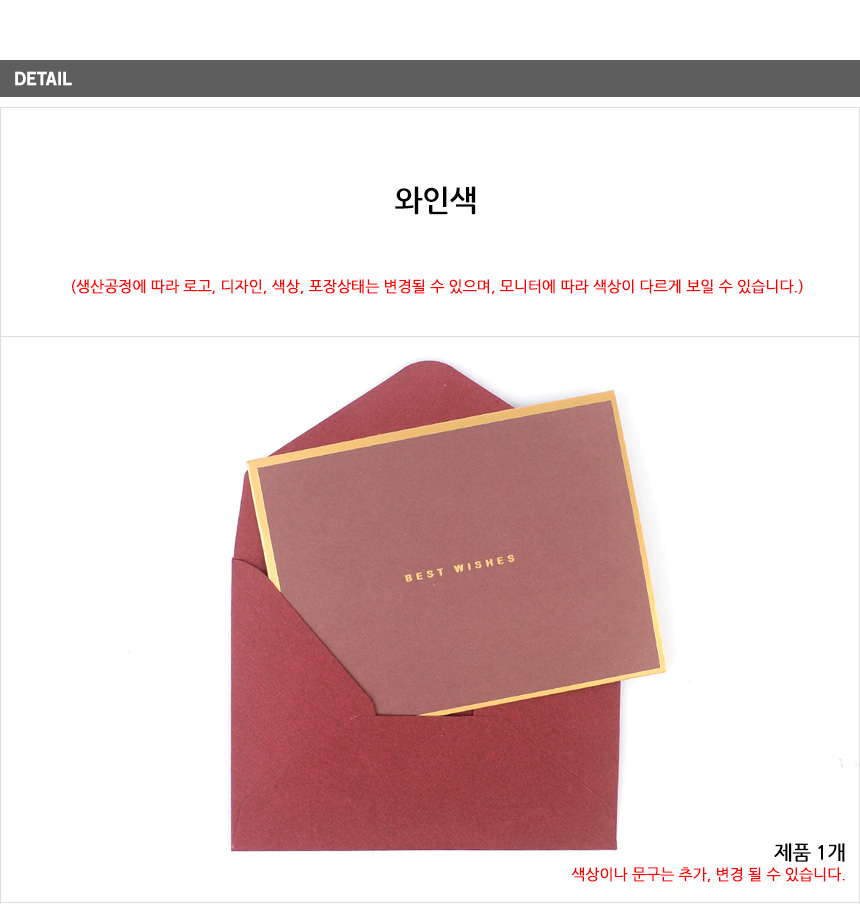 DETAIL
와인색
(생산공정에 따라 로고, 디자인, 색상, 포장상태는 변경될 수 있으며, 모니터에 따라 색상이 다르게 보일 수 있습니다.)
BEST WISHES
제품 1개
색상이나 문구는 추가, 변경 될 수 있습니다.